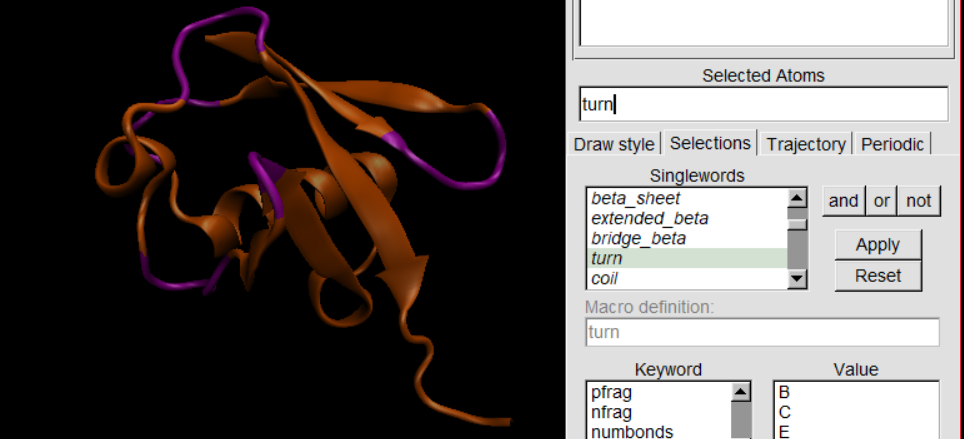 Selected Atoms
turn
Draw style Selections Trajectory Periodic
Singlewords
beta_sheet
extended_beta
bridge_beta
turn
coil
and or not
Apply
Reset
Macro definition:
turn
Keyword
pfrag
nfrag
numbonds
Value
B
C
E